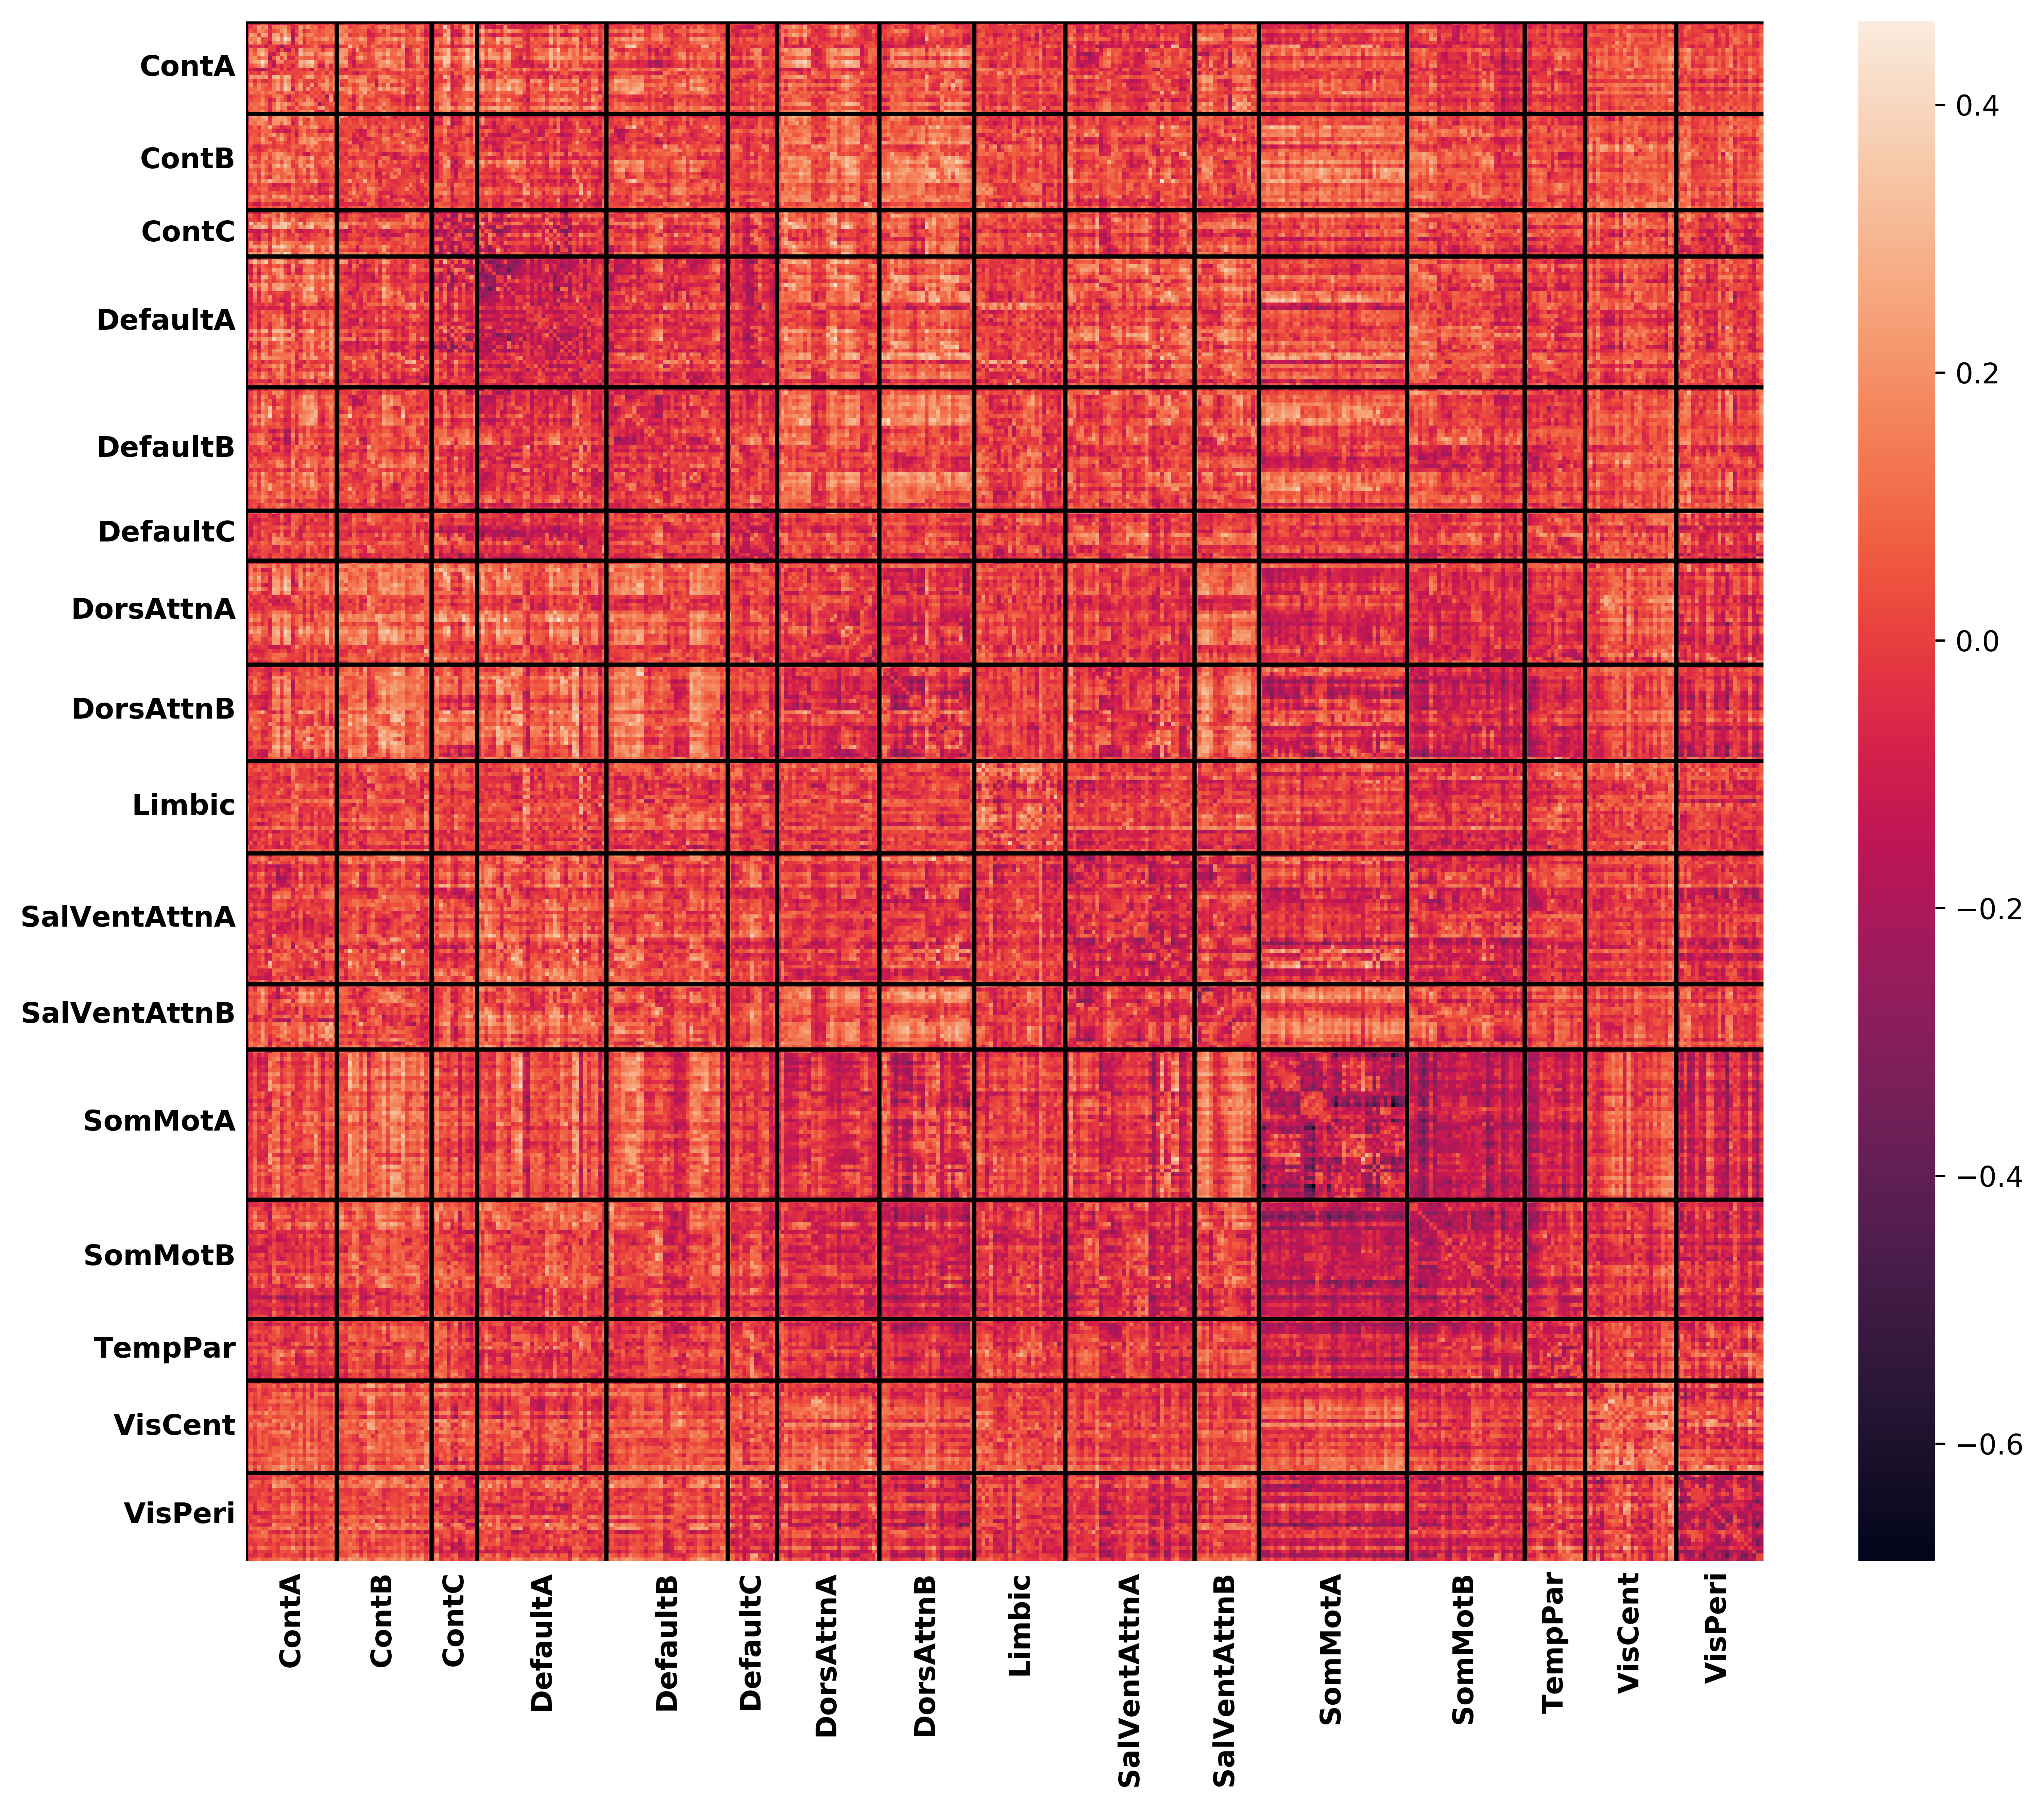 ContA
ContB
ContC
DefaultA
DefaultB
DefaultC
DorsAttnA
DorsAttnB
Limbic
SalVentAttnA
SalVentAttnB
SomMotA
SomMotB
TempPar
VisCent
VisPeri
ContA
ContB
ContC
DefaultA
DefaultB
DefaultC
DorsAttnA
DorsAttnB
Limbic
SalVentAttnA
SalVentAttnB
SomMotA
SomMotB
TempPar
VisCent
VisPeri
0.4
0.2
0.0
−0.2
−0.4
−0.6